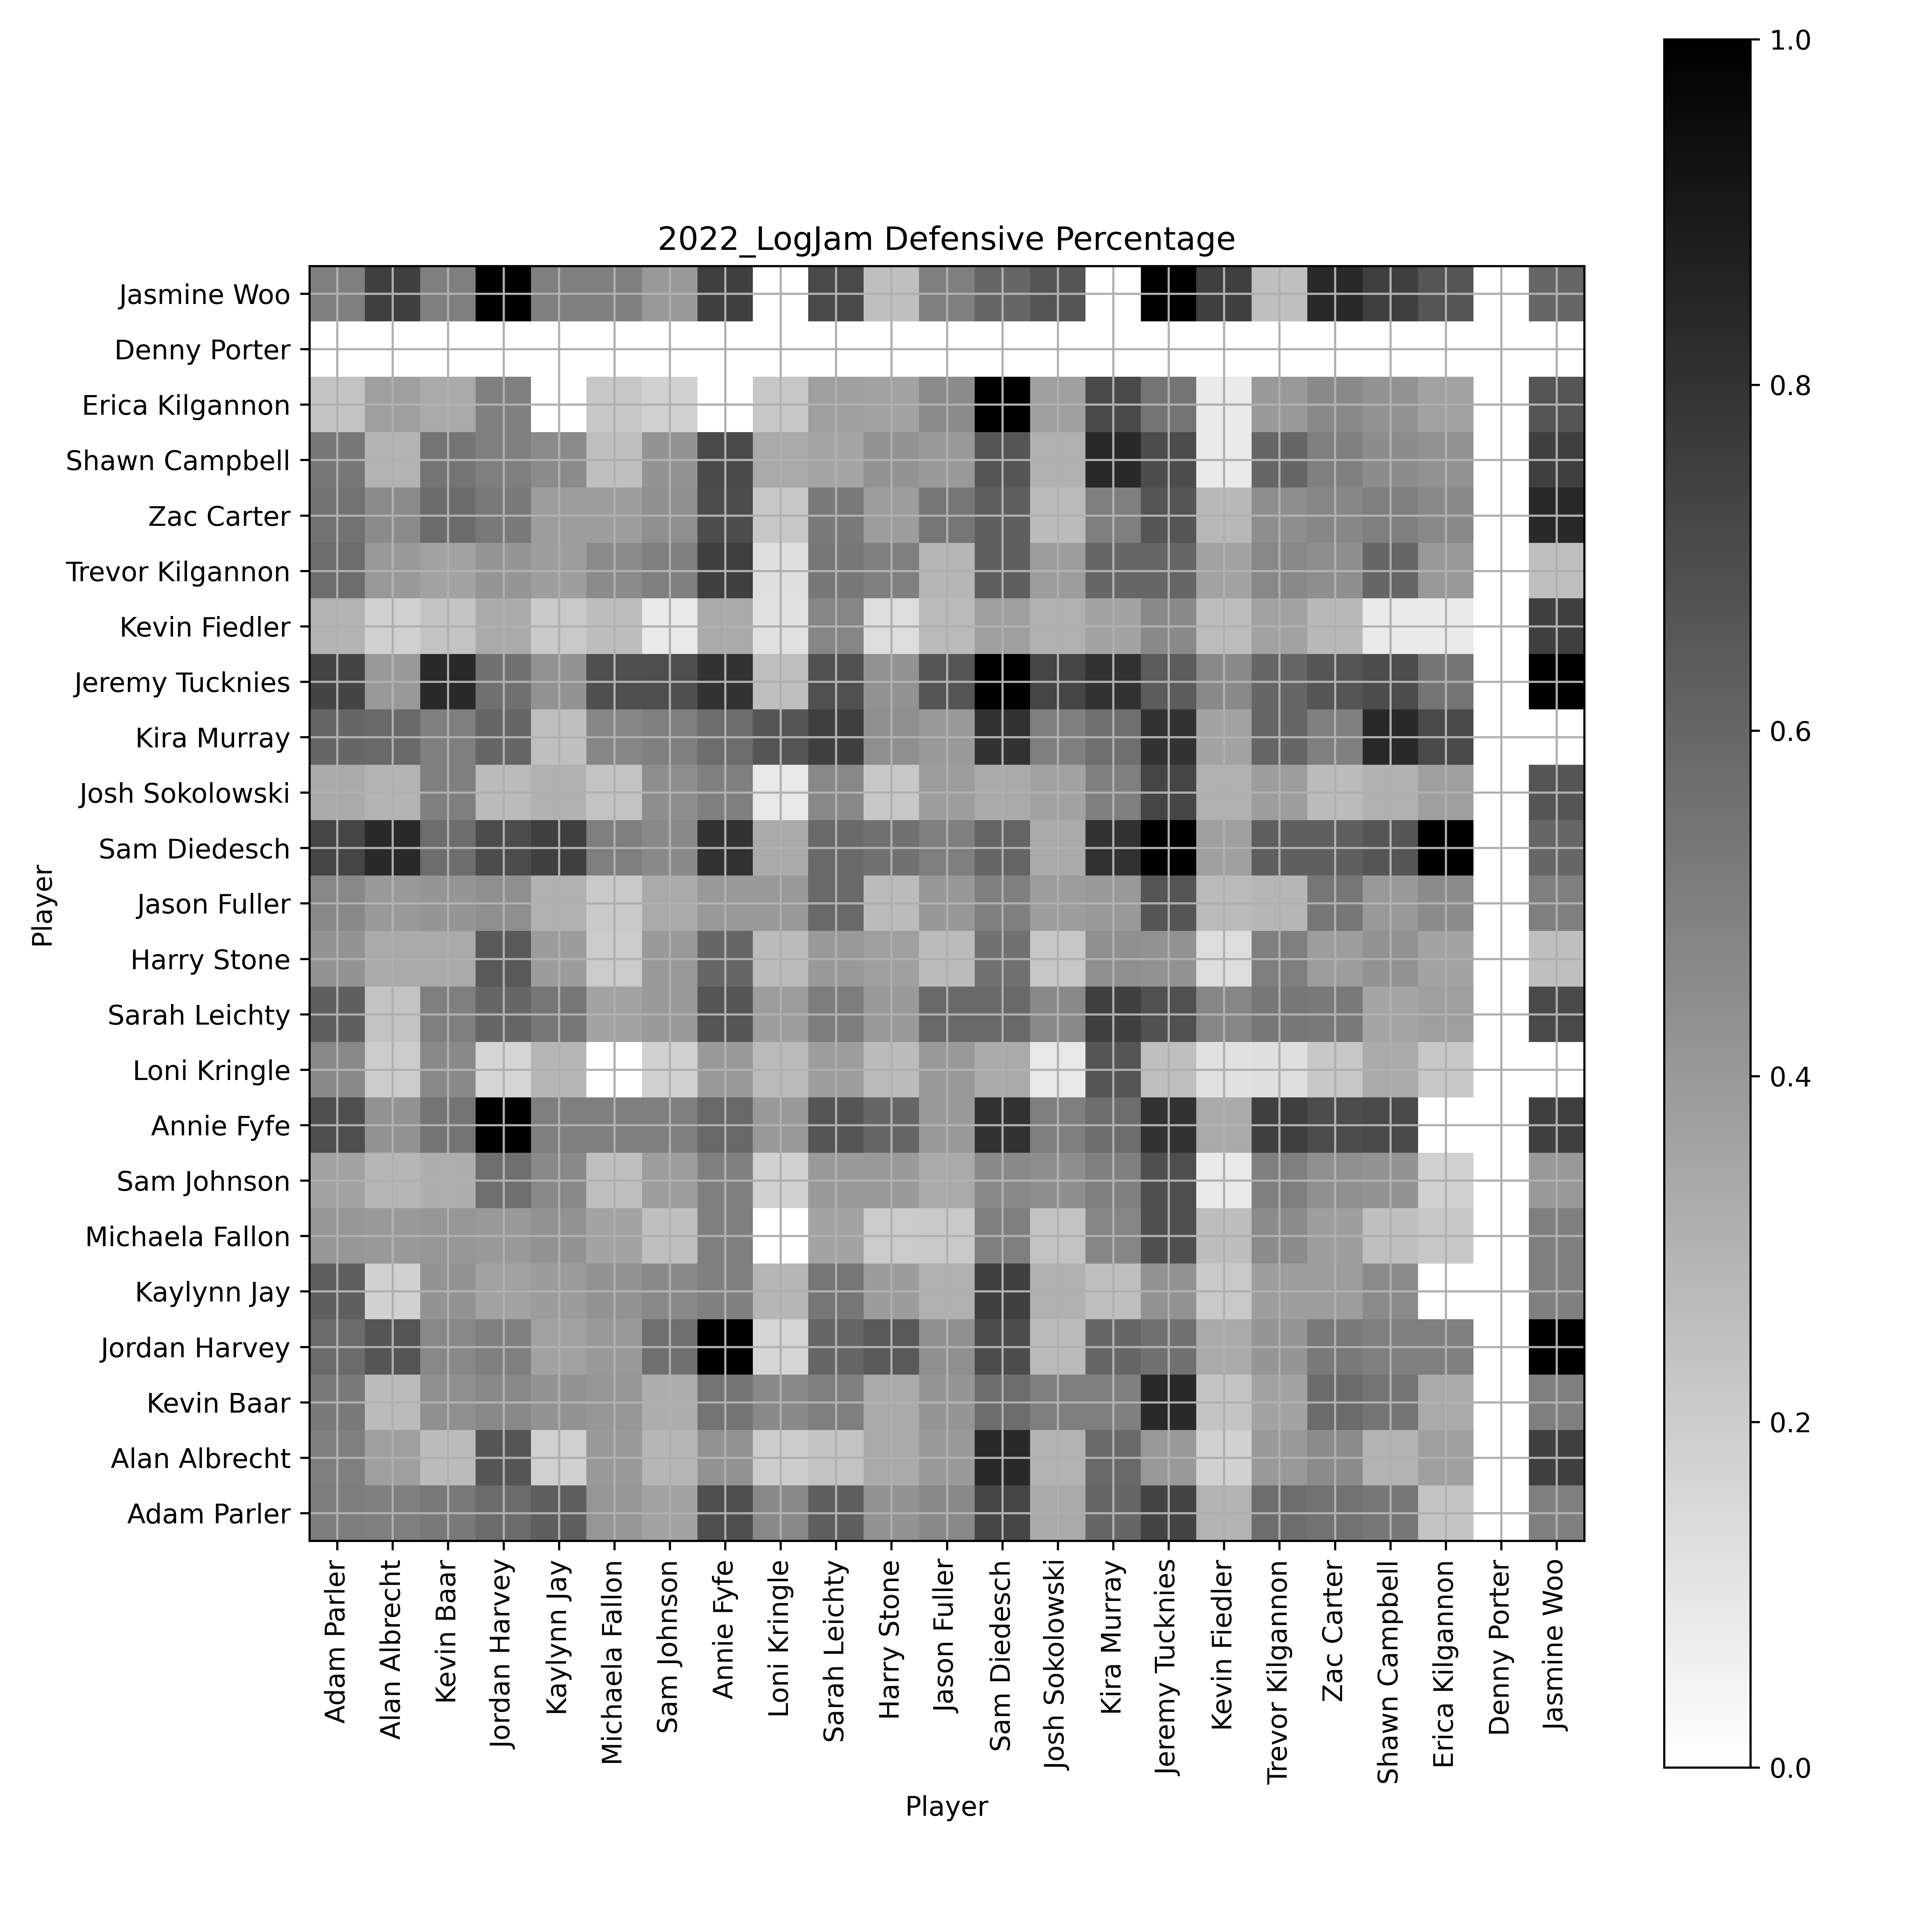 2022_LogJam Defensive Percentage
1.0
0.8
0.6
0.4
0.2
0.0
Player
Jasmine Woo
Denny Porter
Erica Kilgannon
Shawn Campbell
Zac Carter
Trevor Kilgannon
Kevin Fiedler
Jeremy Tucknies
Kira Murray
Josh Sokolowski
Sam Diedesch
Jason Fuller
Harry Stone
Sarah Leichty
Loni Kringle
Annie Fyfe
Sam Johnson
Michaela Fallon
Kaylynn Jay
Jordan Harvey
Kevin Baar
Alan Albrecht
Adam Parler
Adam Parler
Alan Albrecht
Kevin Baar
Jordan Harvey
Kaylynn Jay
Michaela Fallon
Sam Johnson
Annie Fyfe
Loni Kringle
Sarah Leichty
Harry Stone
Jason Fuller
Sam Diedesch
Josh Sokolowski
Kira Murray
Jeremy Tucknies
Kevin Fiedler
Trevor Kilgannon
Zac Carter
Shawn Campbell
Erica Kilgannon
Denny Porter
Jasmine Woo
Player